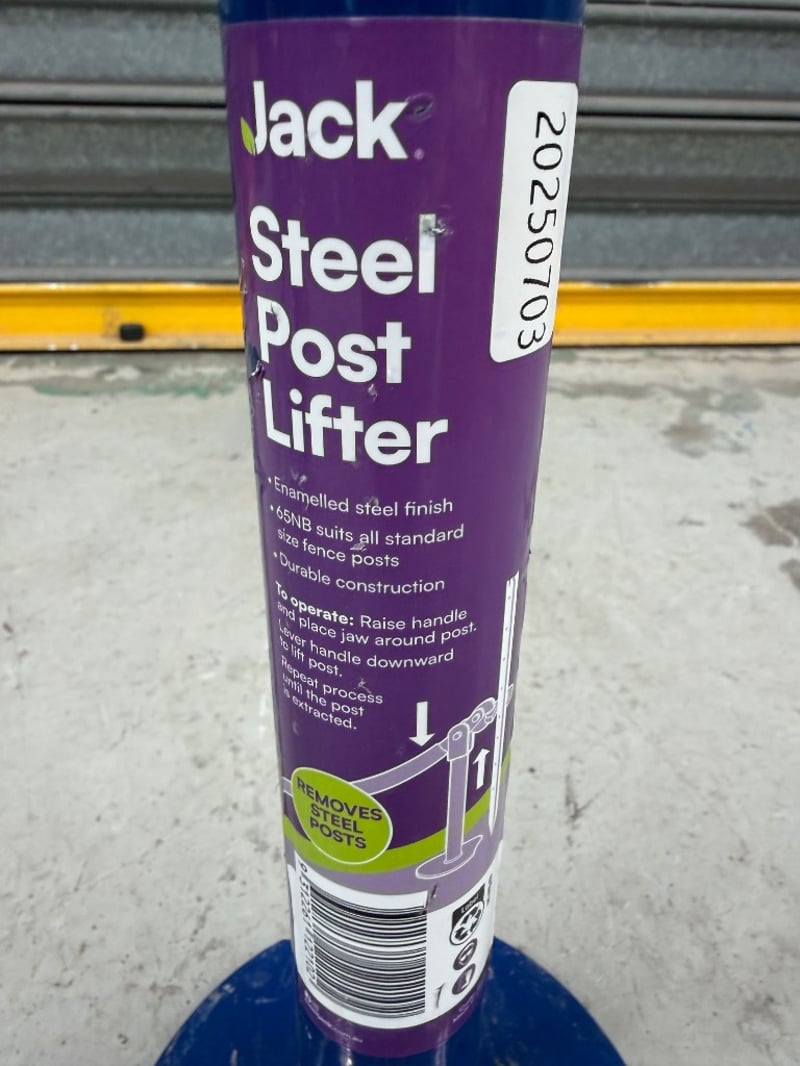 Jack
20250703
Steel
Post
Lifter
• Enamelled steel finish
• 65NB suits all standard
size fence posts
• Durable construction
To operate: Raise handle
and place jaw around post.
Lever handle downward
to lift post.
Repeat process
until the post
is extracted.
REMOVES
STEEL
POSTS
Label